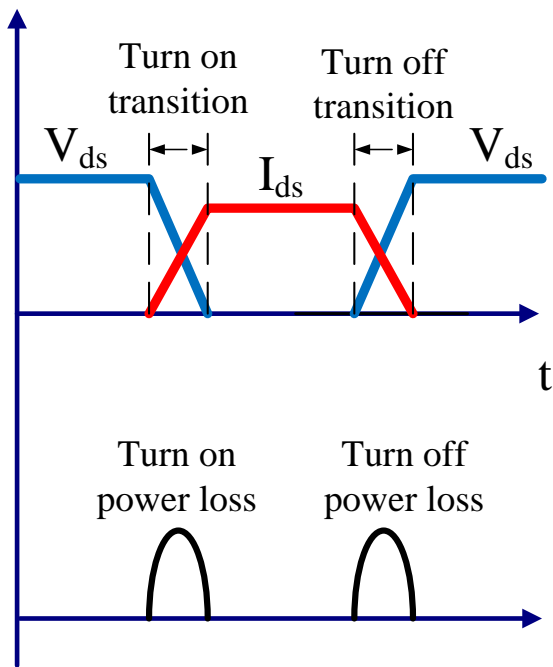 Turn on
transition
Turn off
transition
Vds
Ids
Vds
t
Turn on
power loss
Turn off
power loss